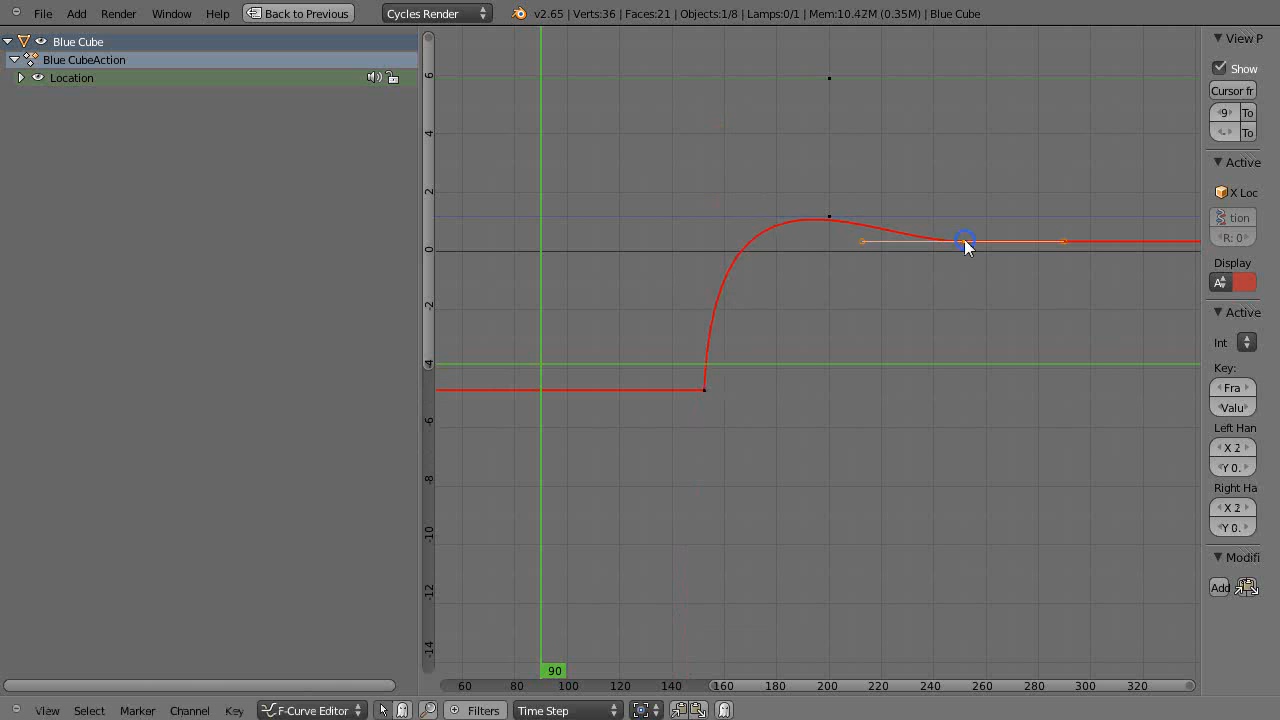 File Add Render Window Help Back to Previous Cycles Render v2.65 | Verts:36 | Faces:21 | Objects:1/8 | Lamps:0/1 | Mem:10.42M (0.35M) | Blue Cube
Blue Cube
Blue CubeAction
Location
6
4
2
0
-2
-4
-6
-8
-10
-12
-14
90
60 80 100 120 140 160 180 200 220 240 260 280 300 320
View P
Show
Cursor fr
9 To
To
Active
X Loc
tion
R: 0
Display
A
Active
Int
Key:
Fra
Valu
Left Han
X 2
Y 0.
Right Ha
X 2
Y 0.
Modifi
Add
View Select Marker Channel Key F-Curve Editor Filters Time Step